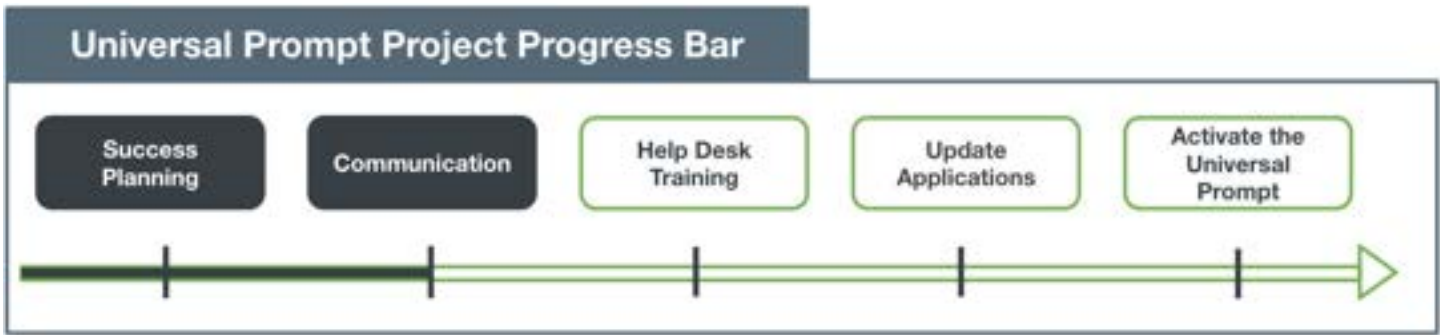 Universal Prompt Project Progress Bar
Success
Planning
Communication
Help Desk
Training
Update
Applications
Activate the
Universal
Prompt